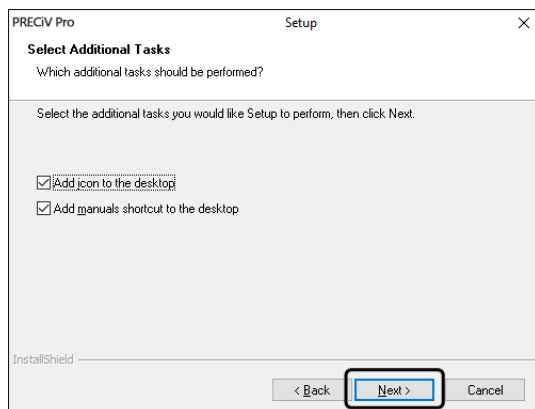 PRECiV Pro Setup
Select Additional Tasks
Which additional tasks should be performed?
Select the additional tasks you would like Setup to perform, then click Next.
Add icon to the desktop
Add manuals shortcut to the desktop
InstallShield
< Back Next > Cancel